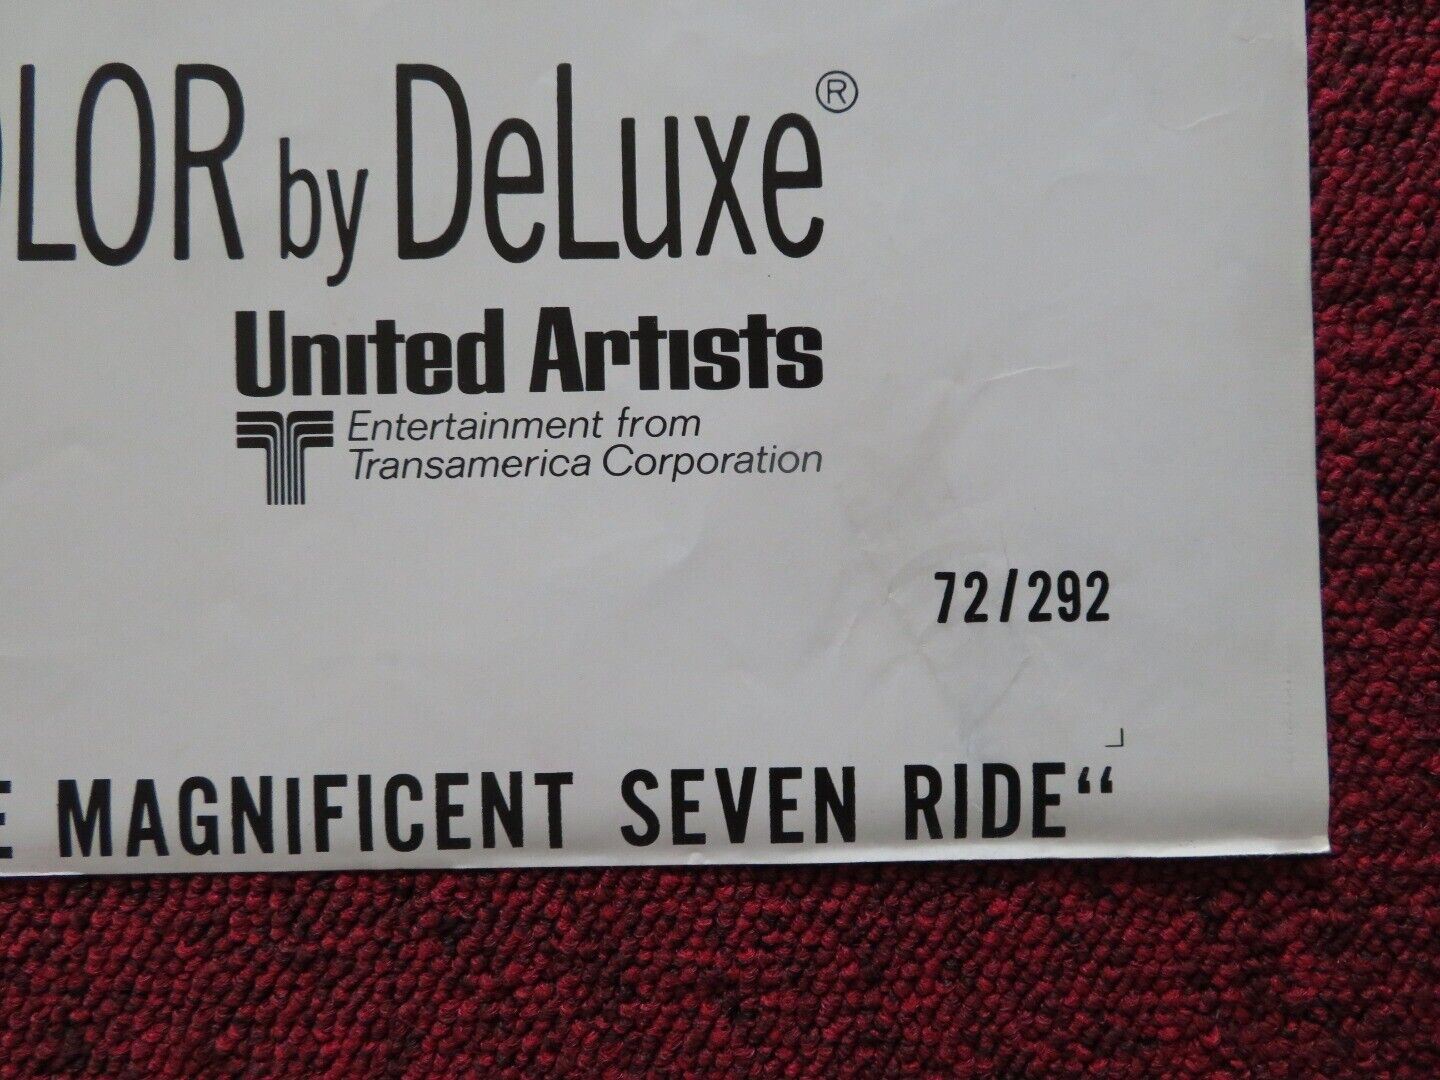 OLOR by DeLuxe®
United Artists
Entertainment from
Transamerica Corporation
72/292
E MAGNIFICENT SEVEN RIDE“